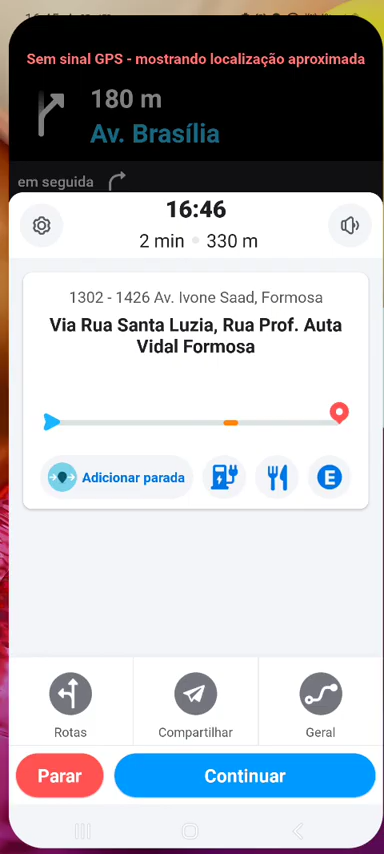 Sem sinal GPS - mostrando localização aproximada
180 m
Av. Brasília
em seguida
16:46
2 min 330 m
1302 - 1426 Av. Ivone Saad, Formosa
Via Rua Santa Luzia, Rua Prof. Auta
Vidal Formosa
Adicionar parada
E
Rotas
Compartilhar
Geral
Parar
Continuar